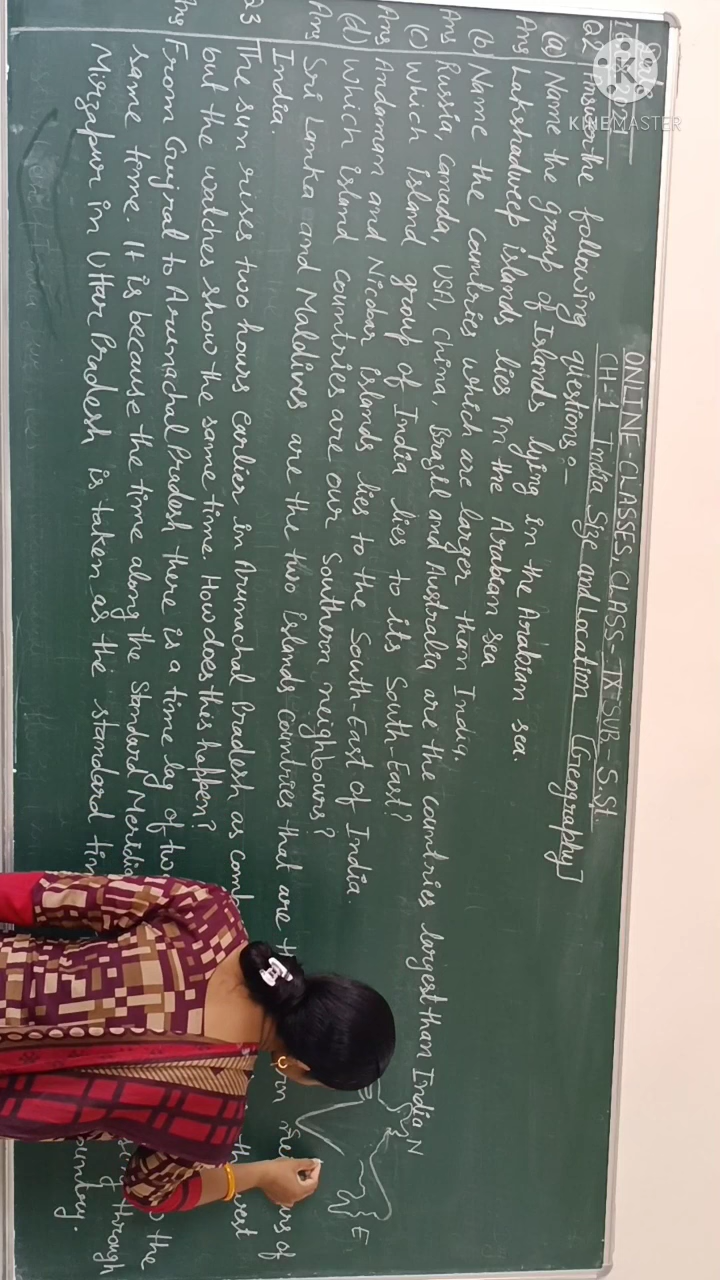 ONLINE CLASSES CLASS-IX SUB-S.St.
CH-1 India Size and Location [Geography]
Q2 Answer the following questions:-
(a) Name the group of Islands lying in the Arabian sea.
Ans Lakshadweep islands lies in the Arabian sea
(b) Name the countries which are larger than India.
Ans Russia, Canada, USA, China Brazil and Australia are the countries largest than India
(c) Which island group of India lies to its South-East?
Ans Andaman and Nicobar islands lies to the South-East of India.
(d) Which island countries are our Southern neighbours?
Ans Sri Lanka and Maldives are the two islands countries that are of
India.
Q3 The sun rises two hours earlier in Arunachal Pradesh as west
but the watches show the same time. How does this happen?
Ans From Gujrat to Arunachal Pradesh there is a time lag of two the
same time It is because the time along the Standard through
Mirzapur in Uttar Pradesh is taken as the standard
N
E
K
KINEMASTER